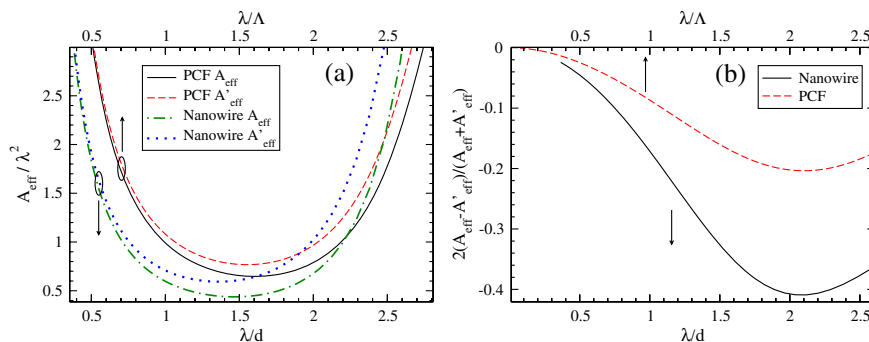 λ/Λ
0.5 1 1.5 2 2.5
(a)
PCF A_eff
PCF A'_eff
Nanowire A_eff
Nanowire A'_eff
A_eff / λ^2
2.5
2
1.5
1
0.5
0.5 1 1.5 2 2.5
λ/d
λ/Λ
0.5 1 1.5 2 2.5
(b)
Nanowire
PCF
2(A_eff-A'_eff)/(A_eff+A'_eff)
0
-0.1
-0.2
-0.3
-0.4
0.5 1 1.5 2 2.5
λ/d